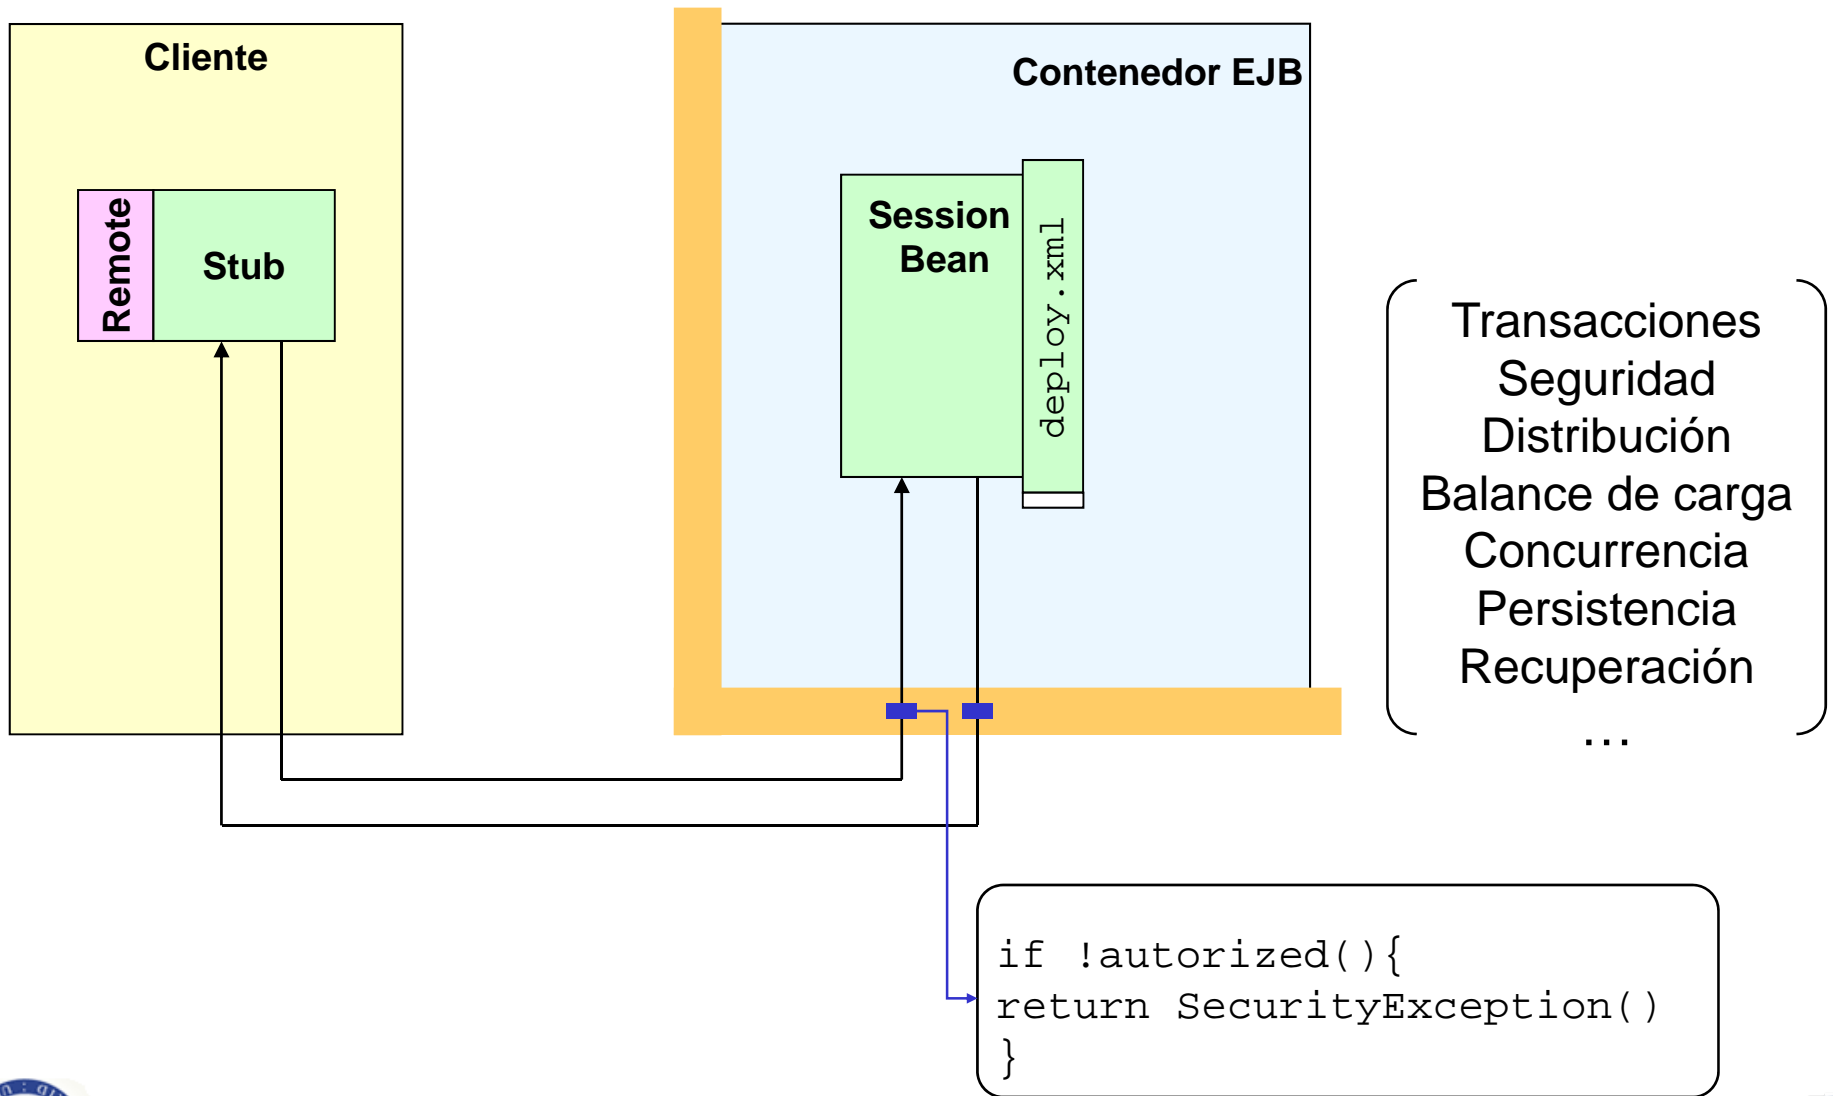 Cliente
Contenedor EJB
Remote
Stub
Session
Bean
deploy.xml
Transacciones
Seguridad
Distribución
Balance de carga
Concurrencia
Persistencia
Recuperación
…
if !autorized(){
return SecurityException()
}